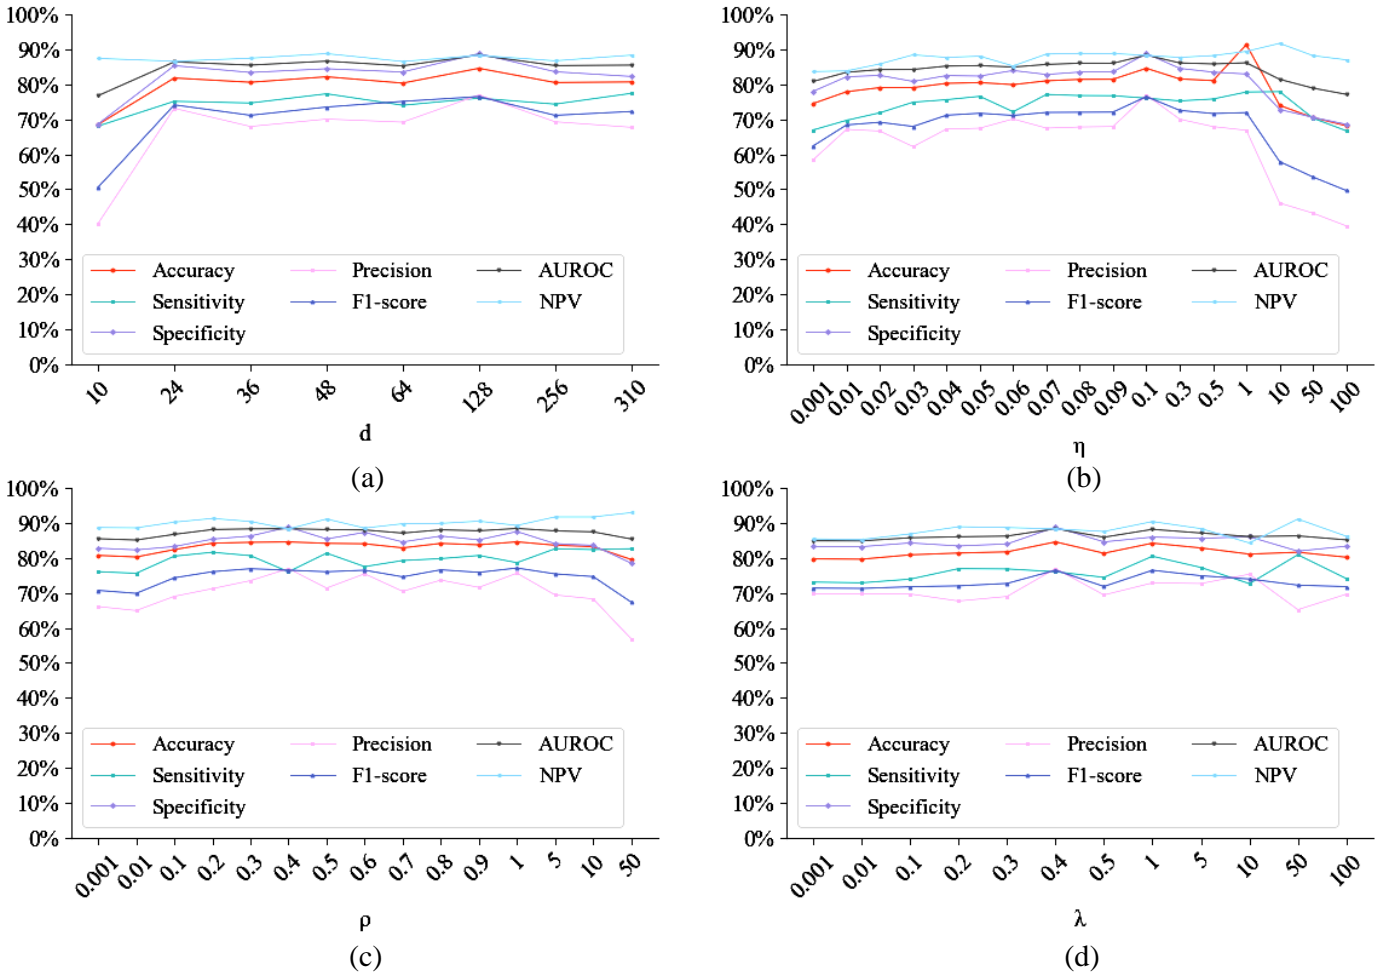 100%
90%
80%
70%
60%
50%
40%
30%
20%
10%
0%
Accuracy Precision AUROC
Sensitivity F1-score NPV
Specificity
10 24 36 48 64 128 256 310
d
(a)
100%
90%
80%
70%
60%
50%
40%
30%
20%
10%
0%
Accuracy Precision AUROC
Sensitivity F1-score NPV
Specificity
0.001 0.01 0.02 0.03 0.04 0.05 0.06 0.07 0.08 0.09 0.1 0.3 0.5 1 10 50 100
η
(b)
100%
90%
80%
70%
60%
50%
40%
30%
20%
10%
0%
Accuracy Precision AUROC
Sensitivity F1-score NPV
Specificity
0.001 0.01 0.1 0.2 0.3 0.4 0.5 0.6 0.7 0.8 0.9 1 5 10 50
ρ
(c)
100%
90%
80%
70%
60%
50%
40%
30%
20%
10%
0%
Accuracy Precision AUROC
Sensitivity F1-score NPV
Specificity
0.001 0.01 0.1 0.2 0.3 0.4 0.5 1 5 10 50 100
λ
(d)